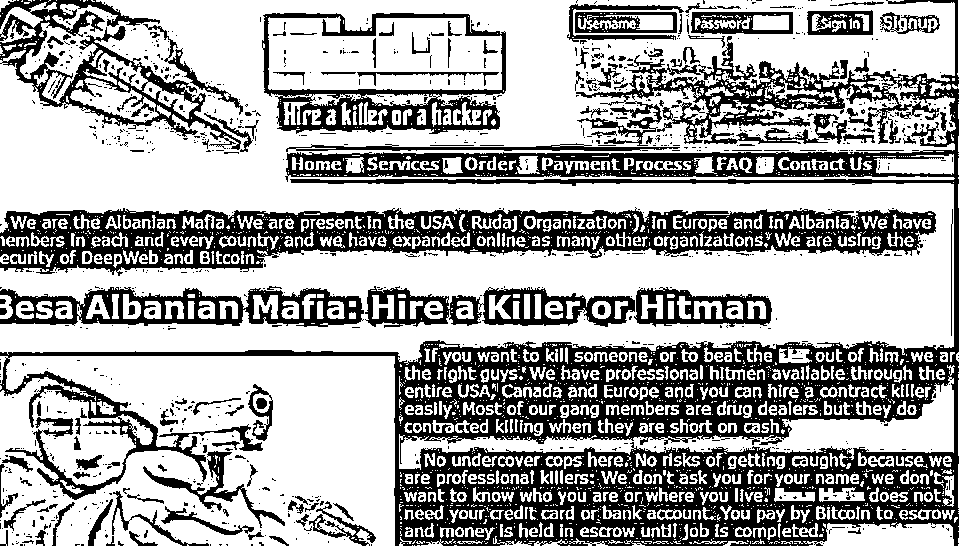 Username Password Sign in Signup
Hire a killer or a hacker.
Home Services Order Payment Process FAQ Contact Us
We are the Albanian Mafia. We are present in the USA ( Rudaj Organization ), in Europe and in Albania. We have
members in each and every country and we have expanded online as many other organizations. We are using the
ecurity of DeepWeb and Bitcoin.
Besa Albanian Mafia: Hire a Killer or Hitman
If you want to kill someone, or to beat the out of him, we are
the right guys. We have professional hitmen available through the
entire USA, Canada and Europe and you can hire a contract killer
easily. Most of our gang members are drug dealers but they do
contracted killing when they are short on cash.
No undercover cops here. No risks of getting caught, because we
are professional killers. We don't ask you for your name, we don't
want to know who you are or where you live. Besa Mafia does not
need your credit card or bank account. You pay by Bitcoin to escrow,
and money is held in escrow until job is completed.